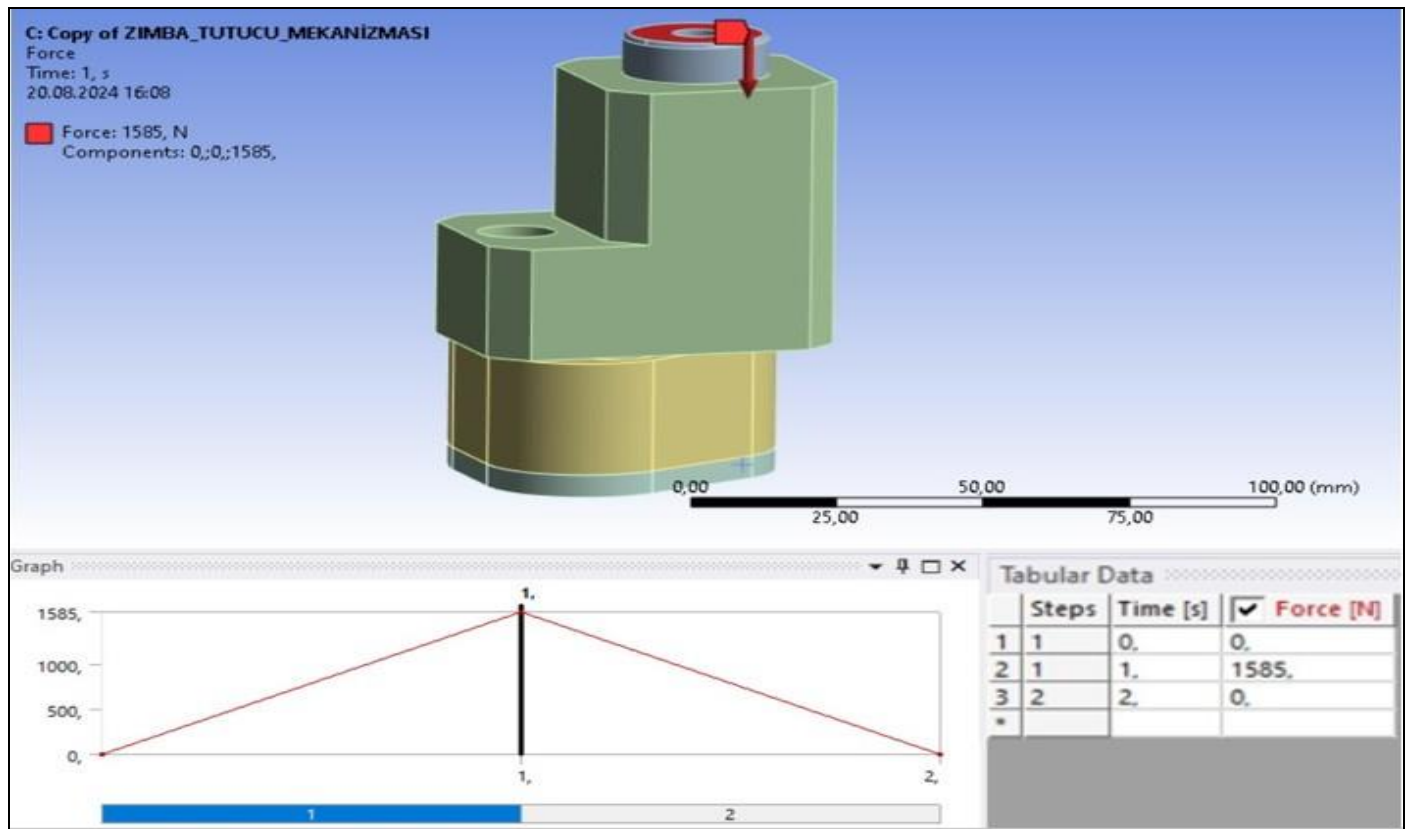 C: Copy of ZIMBA_TUTUCU_MEKANİZMASI
Force
Time: 1, s
20.08.2024 16:08
Force: 1585, N
Components: 0,;0,;1585,
0,00 50,00 100,00 (mm)
25,00 75,00
Graph
1,
1585,
1000,
500,
0,
1, 2,
1 2
Tabular Data
Steps Time [s] Force [N]
1 1 0, 0,
2 1 1, 1585,
3 2 2, 0,
*